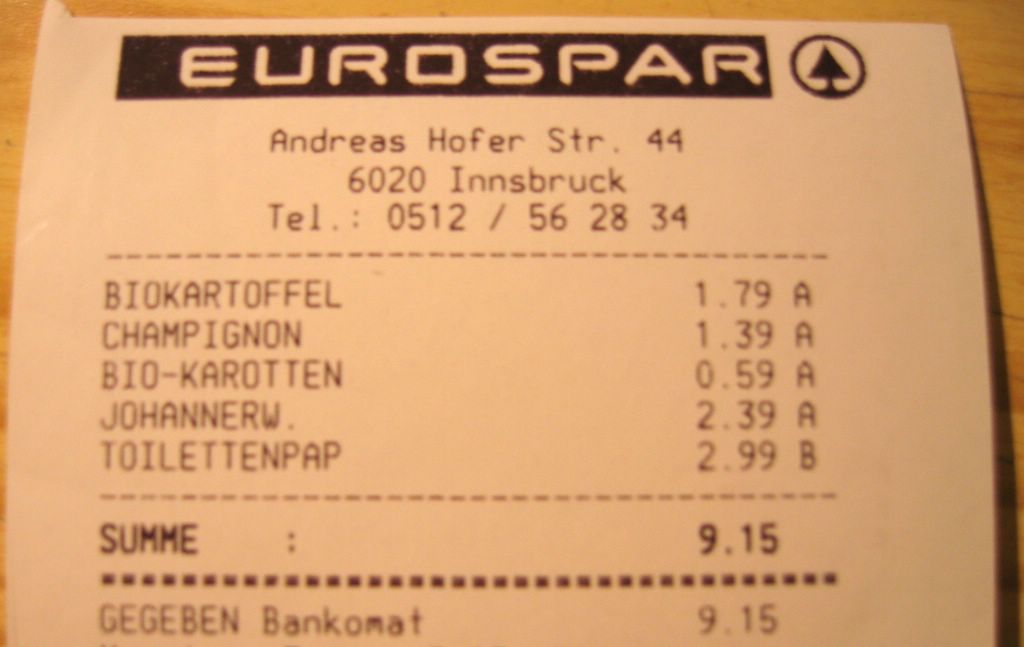 EUROSPAR
Andreas Hofer Str. 44
6020 Innsbruck
Tel.: 0512 / 56 28 34
BIOKARTOFFEL 1.79 A
CHAMPIGNON 1.39 A
BIO-KAROTTEN 0.59 A
JOHANNERW. 2.39 A
TOILETTENPAP 2.99 B
SUMME : 9.15
GEGEBEN Bankomat 9.15